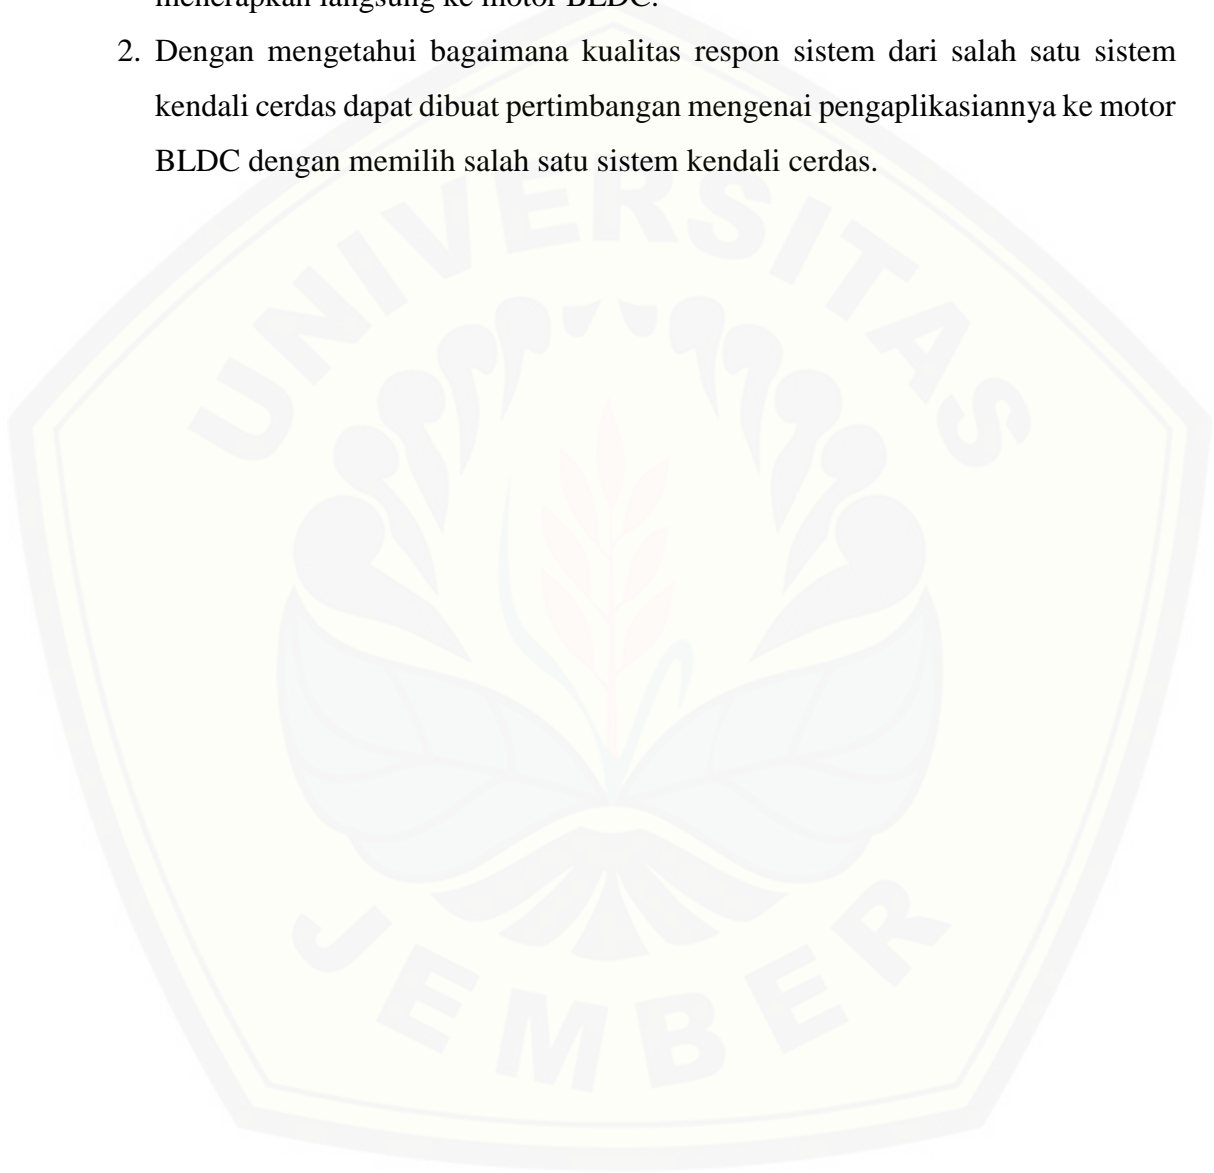 menerapkan langsung ke motor BLDC.
2. Dengan mengetahui bagaimana kualitas respon sistem dari salah satu sistem
kendali cerdas dapat dibuat pertimbangan mengenai pengaplikasiannya ke motor
BLDC dengan memilih salah satu sistem kendali cerdas.
UNIVERSITAS
JEMBER